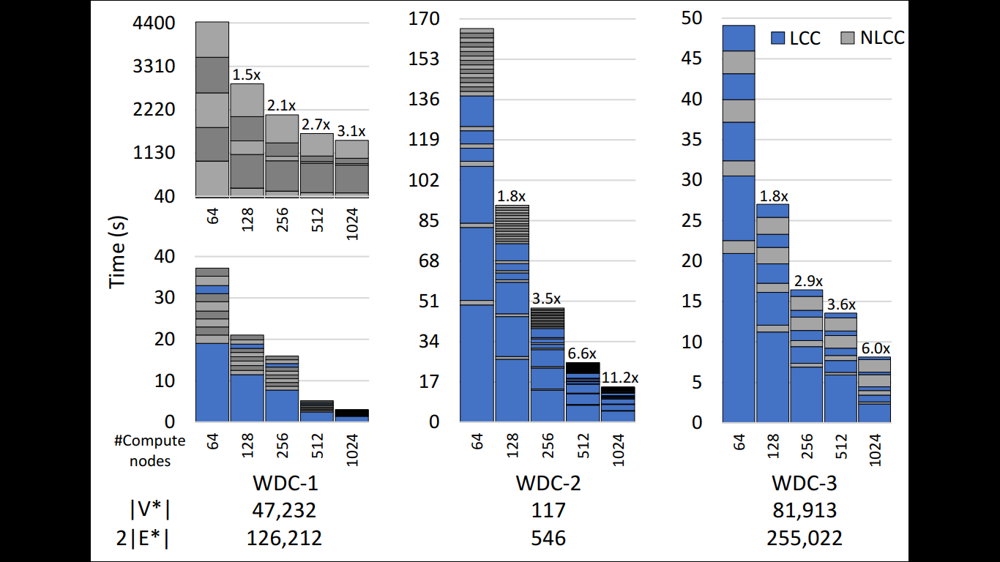 Time (s)
4400
3310
2220
1130
40
1.5x
2.1x
2.7x
3.1x
64
128
256
512
1024
40
30
20
10
0
#Compute
nodes
64
128
256
512
1024
WDC-1
170
153
136
119
102
85
68
51
34
17
0
1.8x
3.5x
6.6x
11.2x
64
128
256
512
1024
WDC-2
LCC
NLCC
50
45
40
35
30
25
20
15
10
5
0
1.8x
2.9x
3.6x
6.0x
64
128
256
512
1024
WDC-3
|V*| 47,232 117 81,913
2|E*| 126,212 546 255,022